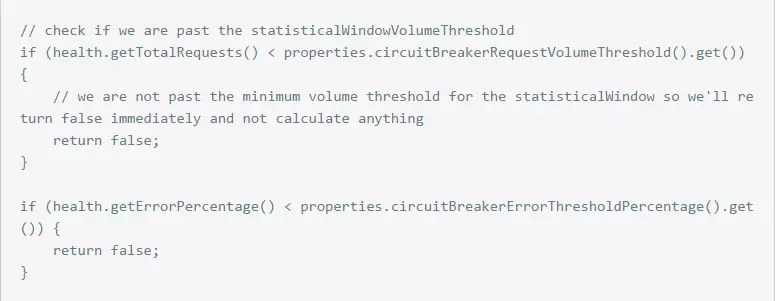 // check if we are past the statisticalWindowVolumeThreshold
if (health.getTotalRequests() < properties.circuitBreakerRequestVolumeThreshold().get())
{
    // we are not past the minimum volume threshold for the statisticalWindow so we'll re
turn false immediately and not calculate anything
    return false;
}

if (health.getErrorPercentage() < properties.circuitBreakerErrorThresholdPercentage().get
()) {
    return false;
}